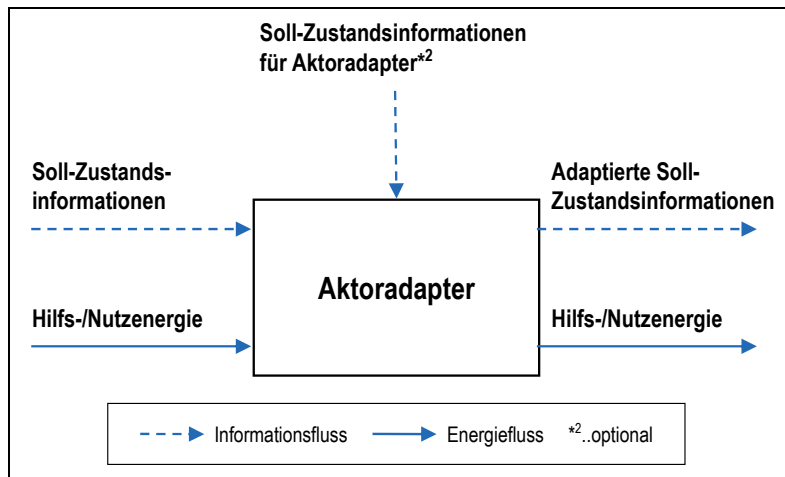 Soll-Zustandsinformationen
für Aktoradapter*2
Soll-Zustands-
informationen
Adaptierte Soll-
Zustandsinformationen
Aktoradapter
Hilfs-/Nutzenergie
Hilfs-/Nutzenergie
Informationsfluss Energiefluss *2..optional